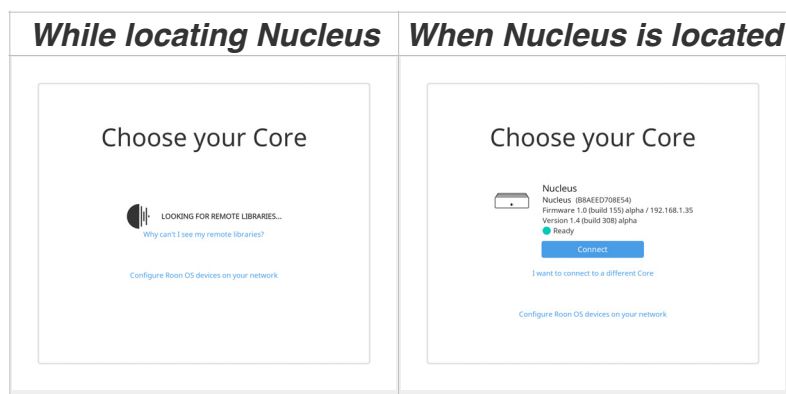 While locating Nucleus
When Nucleus is located
Choose your Core
LOOKING FOR REMOTE LIBRARIES...
Why can't I see my remote libraries?
Configure Roon OS devices on your network
Choose your Core
Nucleus
Nucleus (B8AEED708E54)
Firmware 1.0 (build 155) alpha / 192.168.1.35
Version 1.4 (build 308) alpha
Ready
Connect
I want to connect to a different Core
Configure Roon OS devices on your network